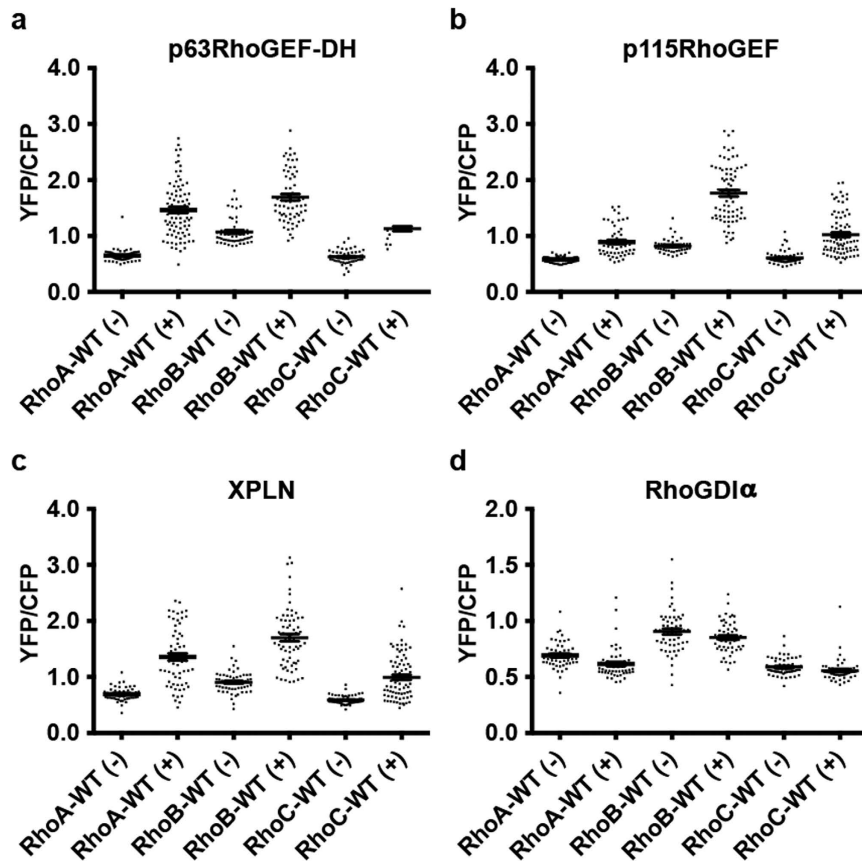 a
p63RhoGEF-DH
YFP/CFP
4.0
3.0
2.0
1.0
0.0
RhoA-WT (-)
RhoA-WT (+)
RhoB-WT (-)
RhoB-WT (+)
RhoC-WT (-)
RhoC-WT (+)
b
p115RhoGEF
YFP/CFP
4.0
3.0
2.0
1.0
0.0
RhoA-WT (-)
RhoA-WT (+)
RhoB-WT (-)
RhoB-WT (+)
RhoC-WT (-)
RhoC-WT (+)
c
XPLN
YFP/CFP
4.0
3.0
2.0
1.0
0.0
RhoA-WT (-)
RhoA-WT (+)
RhoB-WT (-)
RhoB-WT (+)
RhoC-WT (-)
RhoC-WT (+)
d
RhoGDIα
YFP/CFP
2.0
1.5
1.0
0.5
0.0
RhoA-WT (-)
RhoA-WT (+)
RhoB-WT (-)
RhoB-WT (+)
RhoC-WT (-)
RhoC-WT (+)